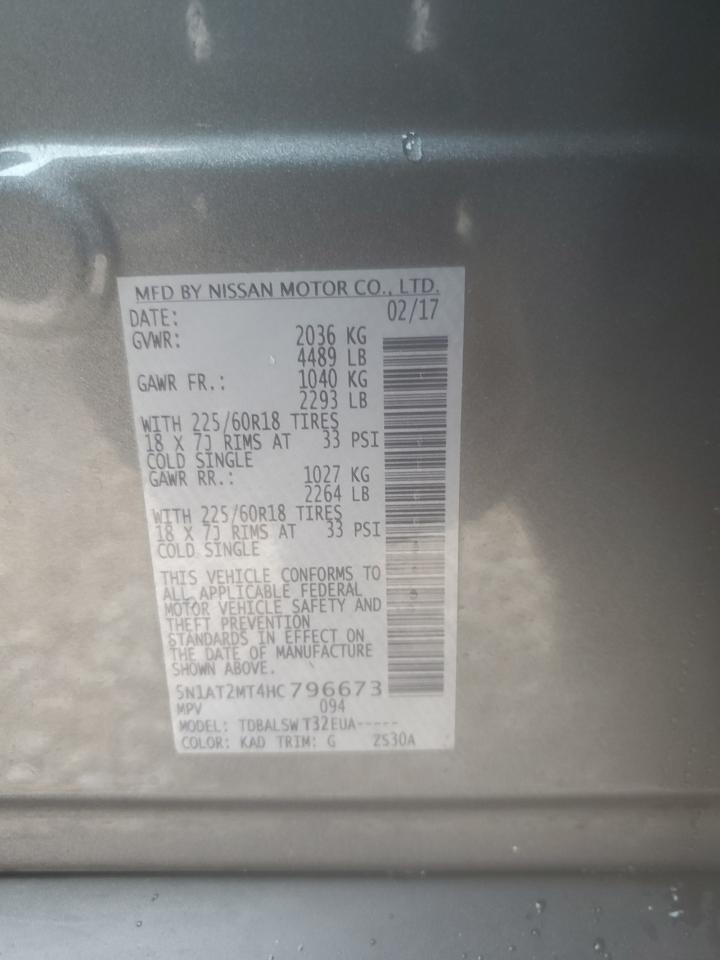 MFD BY NISSAN MOTOR CO., LTD.
DATE: 02/17
GVWR: 2036 KG
4489 LB
GAWR FR.: 1040 KG
2293 LB
WITH 225/60R18 TIRES
18 X 7J RIMS AT 33 PSI
COLD SINGLE
GAWR RR.: 1027 KG
2264 LB
WITH 225/60R18 TIRES
18 X 7J RIMS AT 33 PSI
COLD SINGLE
THIS VEHICLE CONFORMS TO
ALL APPLICABLE FEDERAL
MOTOR VEHICLE SAFETY AND
THEFT PREVENTION
STANDARDS IN EFFECT ON
THE DATE OF MANUFACTURE
SHOWN ABOVE.
5N1AT2MT4HC796673
MPV 094
MODEL: TDBALSWT32EUA-----
COLOR: KAD TRIM: G ZS30A